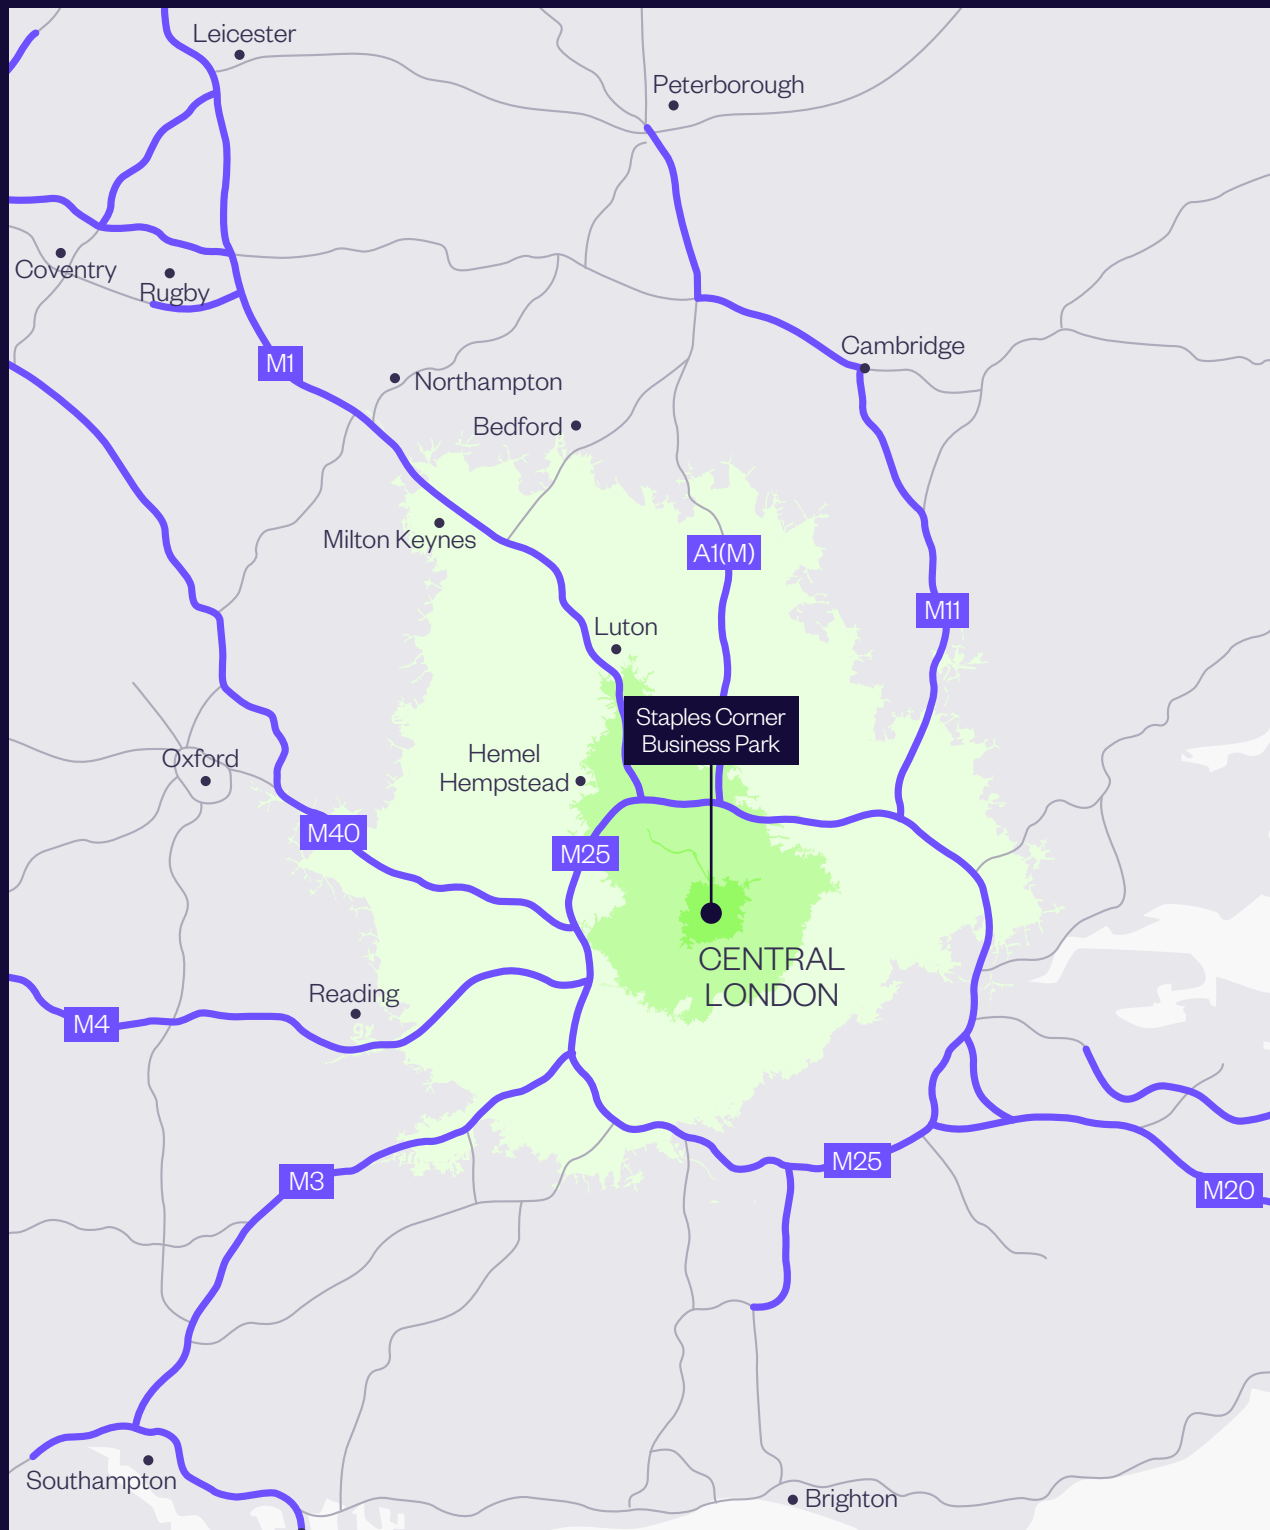 Leicester
Peterborough
Coventry
Rugby
M1
Cambridge
Northampton
Bedford
Milton Keynes
A1(M)
M11
Luton
Staples Corner
Business Park
Oxford
Hemel
Hempstead
M40
M25
CENTRAL
LONDON
Reading
M4
M25
M3
M20
Southampton
Brighton